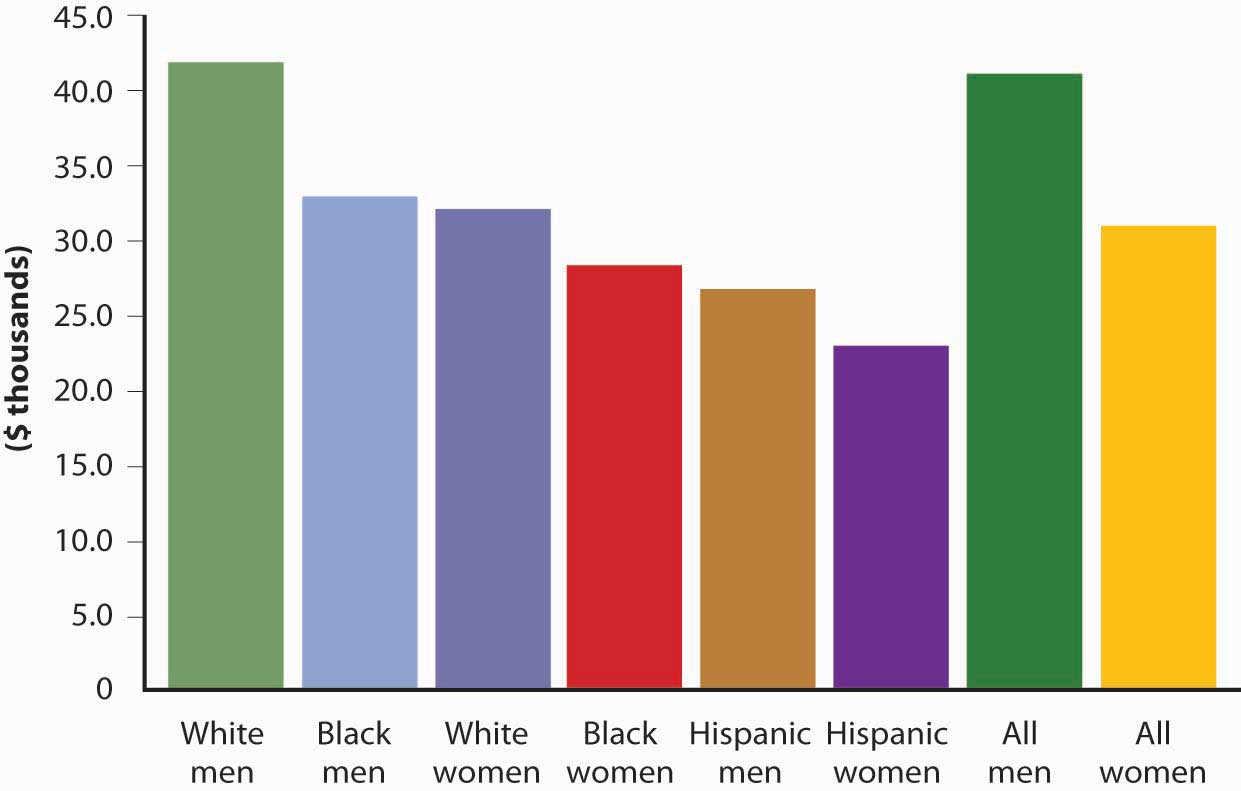 45.0
40.0
35.0
30.0
25.0
20.0
15.0
10.0
5.0
0
($ thousands)
White men
Black men
White women
Black women
Hispanic men
Hispanic women
All men
All women